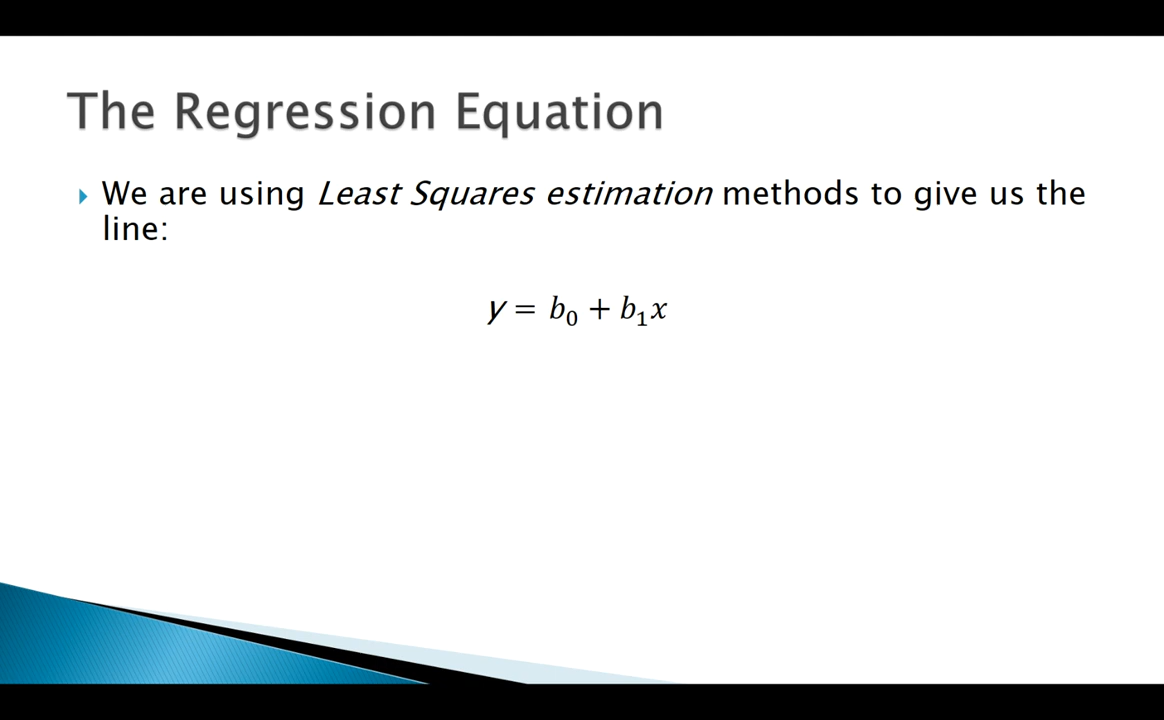 The Regression Equation
We are using Least Squares estimation methods to give us the
line:
y = b₀ + b₁x